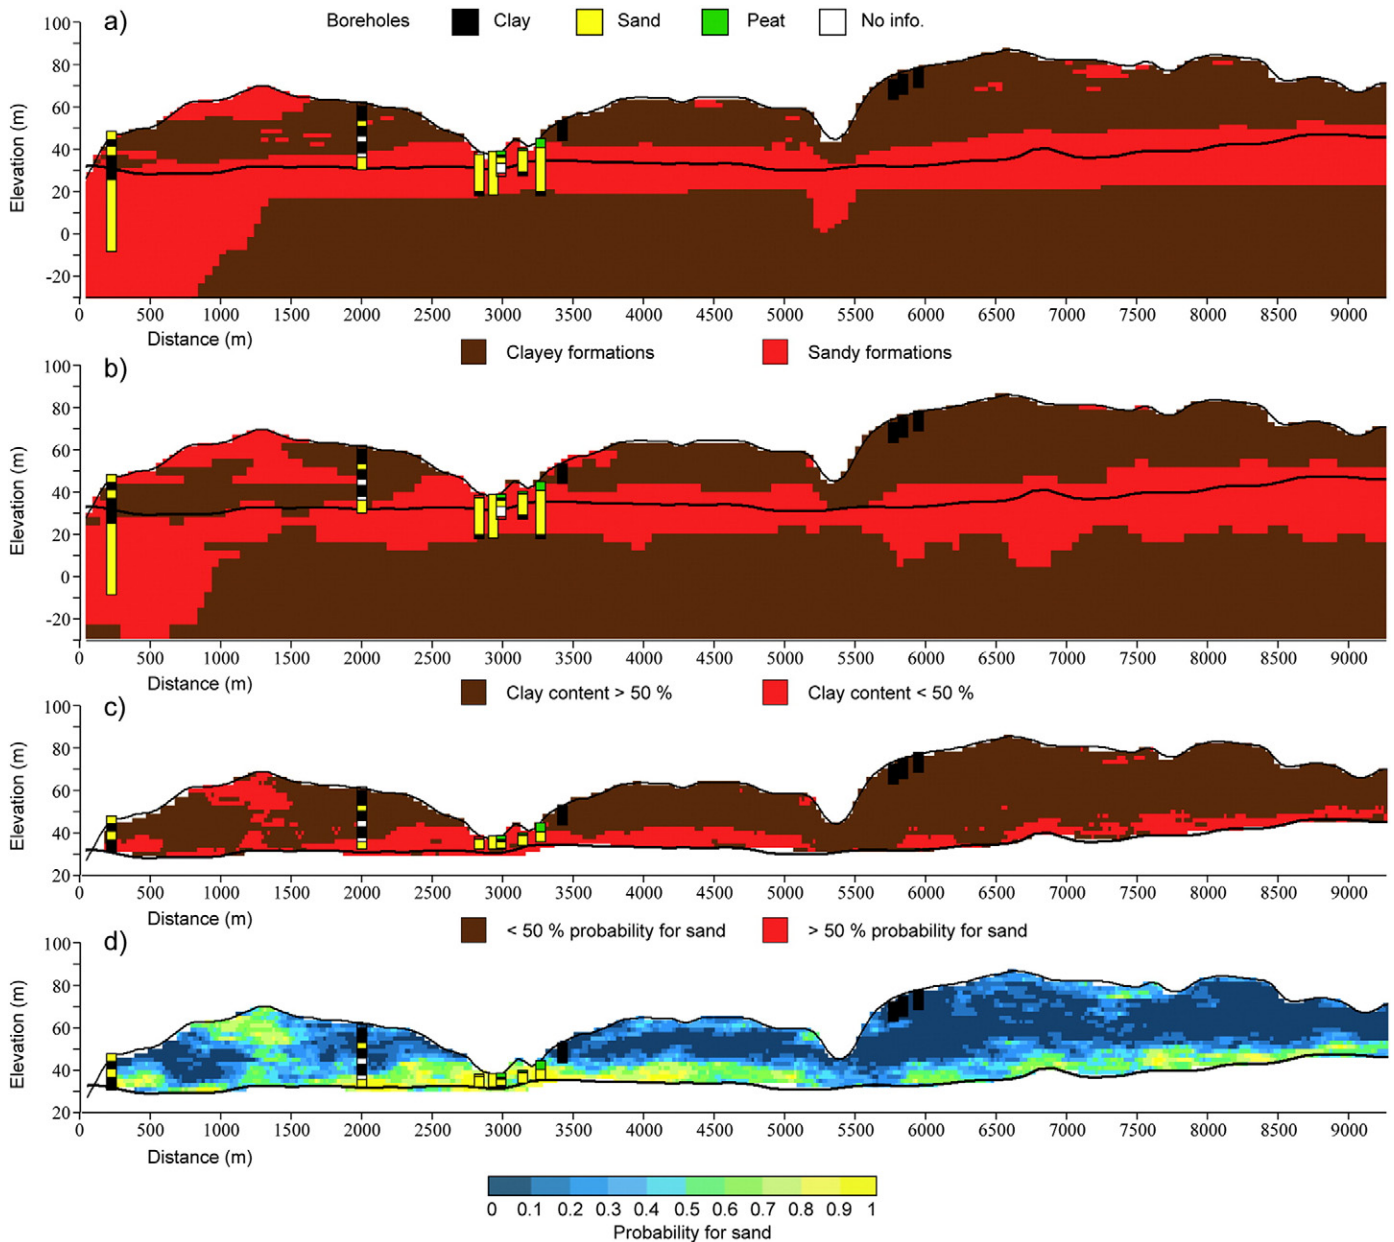 a) Boreholes Clay Sand Peat No info.
100
80
60
40
20
0
-20
Elevation (m)
0 500 1000 1500 2000 2500 3000 3500 4000 4500 5000 5500 6000 6500 7000 7500 8000 8500 9000
Distance (m)
Clayey formations Sandy formations
b)
100
80
60
40
20
0
-20
Elevation (m)
0 500 1000 1500 2000 2500 3000 3500 4000 4500 5000 5500 6000 6500 7000 7500 8000 8500 9000
Distance (m)
Clay content > 50 % Clay content < 50 %
c)
100
80
60
40
20
Elevation (m)
0 500 1000 1500 2000 2500 3000 3500 4000 4500 5000 5500 6000 6500 7000 7500 8000 8500 9000
Distance (m)
< 50 % probability for sand > 50 % probability for sand
d)
100
80
60
40
20
Elevation (m)
0 500 1000 1500 2000 2500 3000 3500 4000 4500 5000 5500 6000 6500 7000 7500 8000 8500 9000
Distance (m)
0 0.1 0.2 0.3 0.4 0.5 0.6 0.7 0.8 0.9 1
Probability for sand